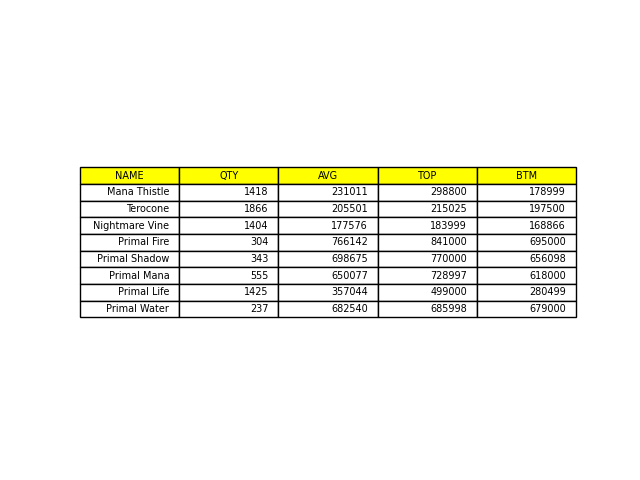 NAME QTY AVG TOP BTM
Mana Thistle 1418 231011 298800 178999
Terocone 1866 205501 215025 197500
Nightmare Vine 1404 177576 183999 168866
Primal Fire 304 766142 841000 695000
Primal Shadow 343 698675 770000 656098
Primal Mana 555 650077 728997 618000
Primal Life 1425 357044 499000 280499
Primal Water 237 682540 685998 679000